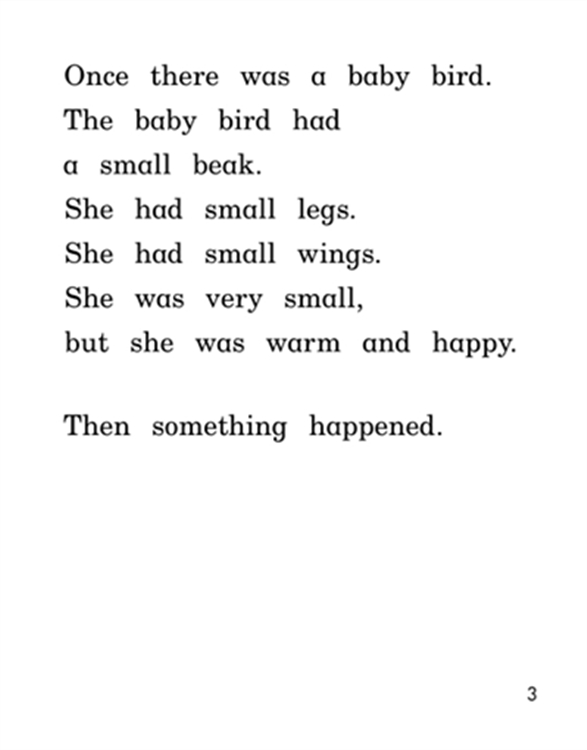 Once there was a baby bird.
The baby bird had
a small beak.
She had small legs.
She had small wings.
She was very small,
but she was warm and happy.
Then something happened.
3